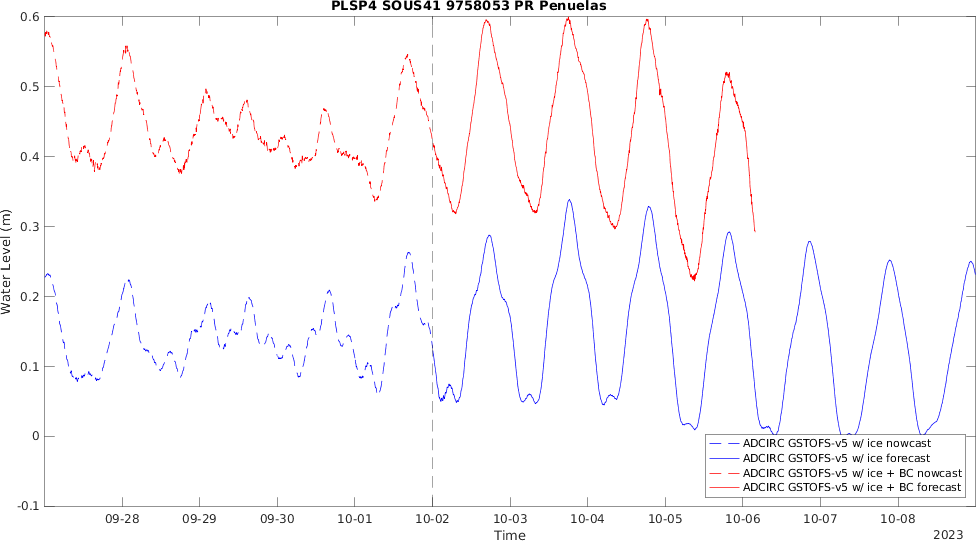 PLSP4 SOUS41 9758053 PR Penuelas
0.6
0.5
0.4
0.3
0.2
0.1
0
-0.1
Water Level (m)
09-28 09-29 09-30 10-01 10-02 10-03 10-04 10-05 10-06 10-07 10-08
Time
2023
ADCIRC GSTOFS-v5 w/ ice nowcast
ADCIRC GSTOFS-v5 w/ ice forecast
ADCIRC GSTOFS-v5 w/ ice + BC nowcast
ADCIRC GSTOFS-v5 w/ ice + BC forecast